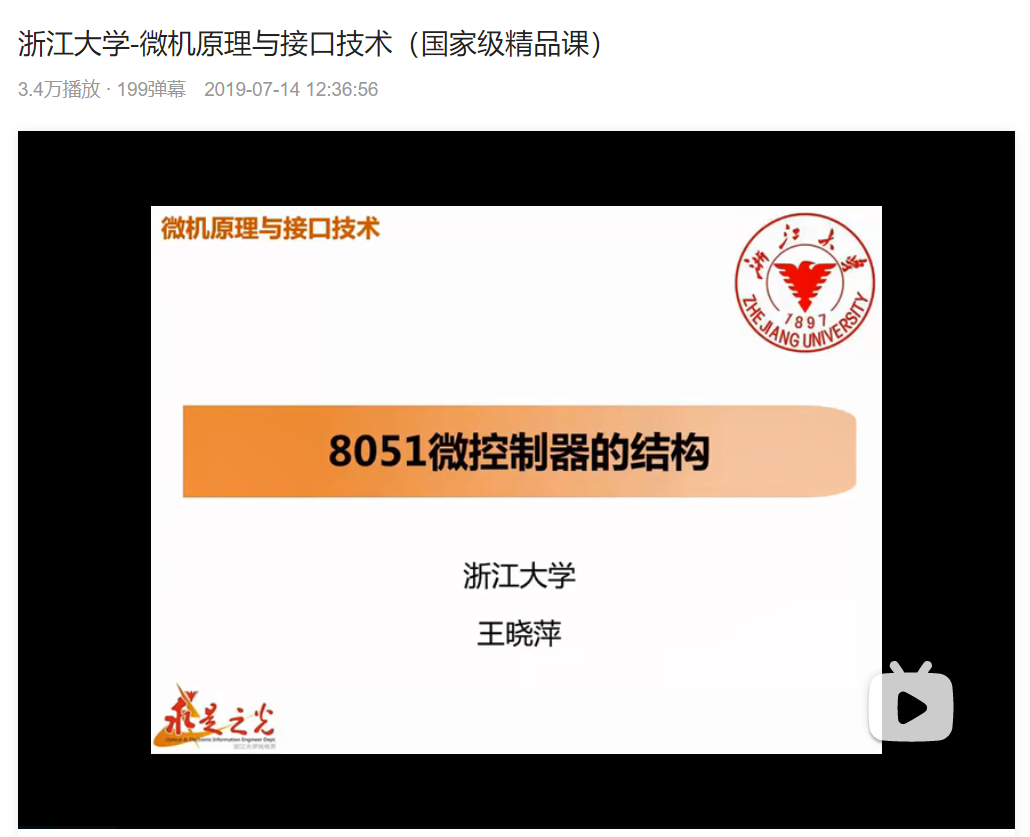 浙江大学-微机原理与接口技术（国家级精品课）
3.4万播放 · 199弹幕 2019-07-14 12:36:56
微机原理与接口技术
浙江大学
1897
ZHEJIANG UNIVERSITY
8051微控制器的结构
浙江大学
王晓萍
求是之光